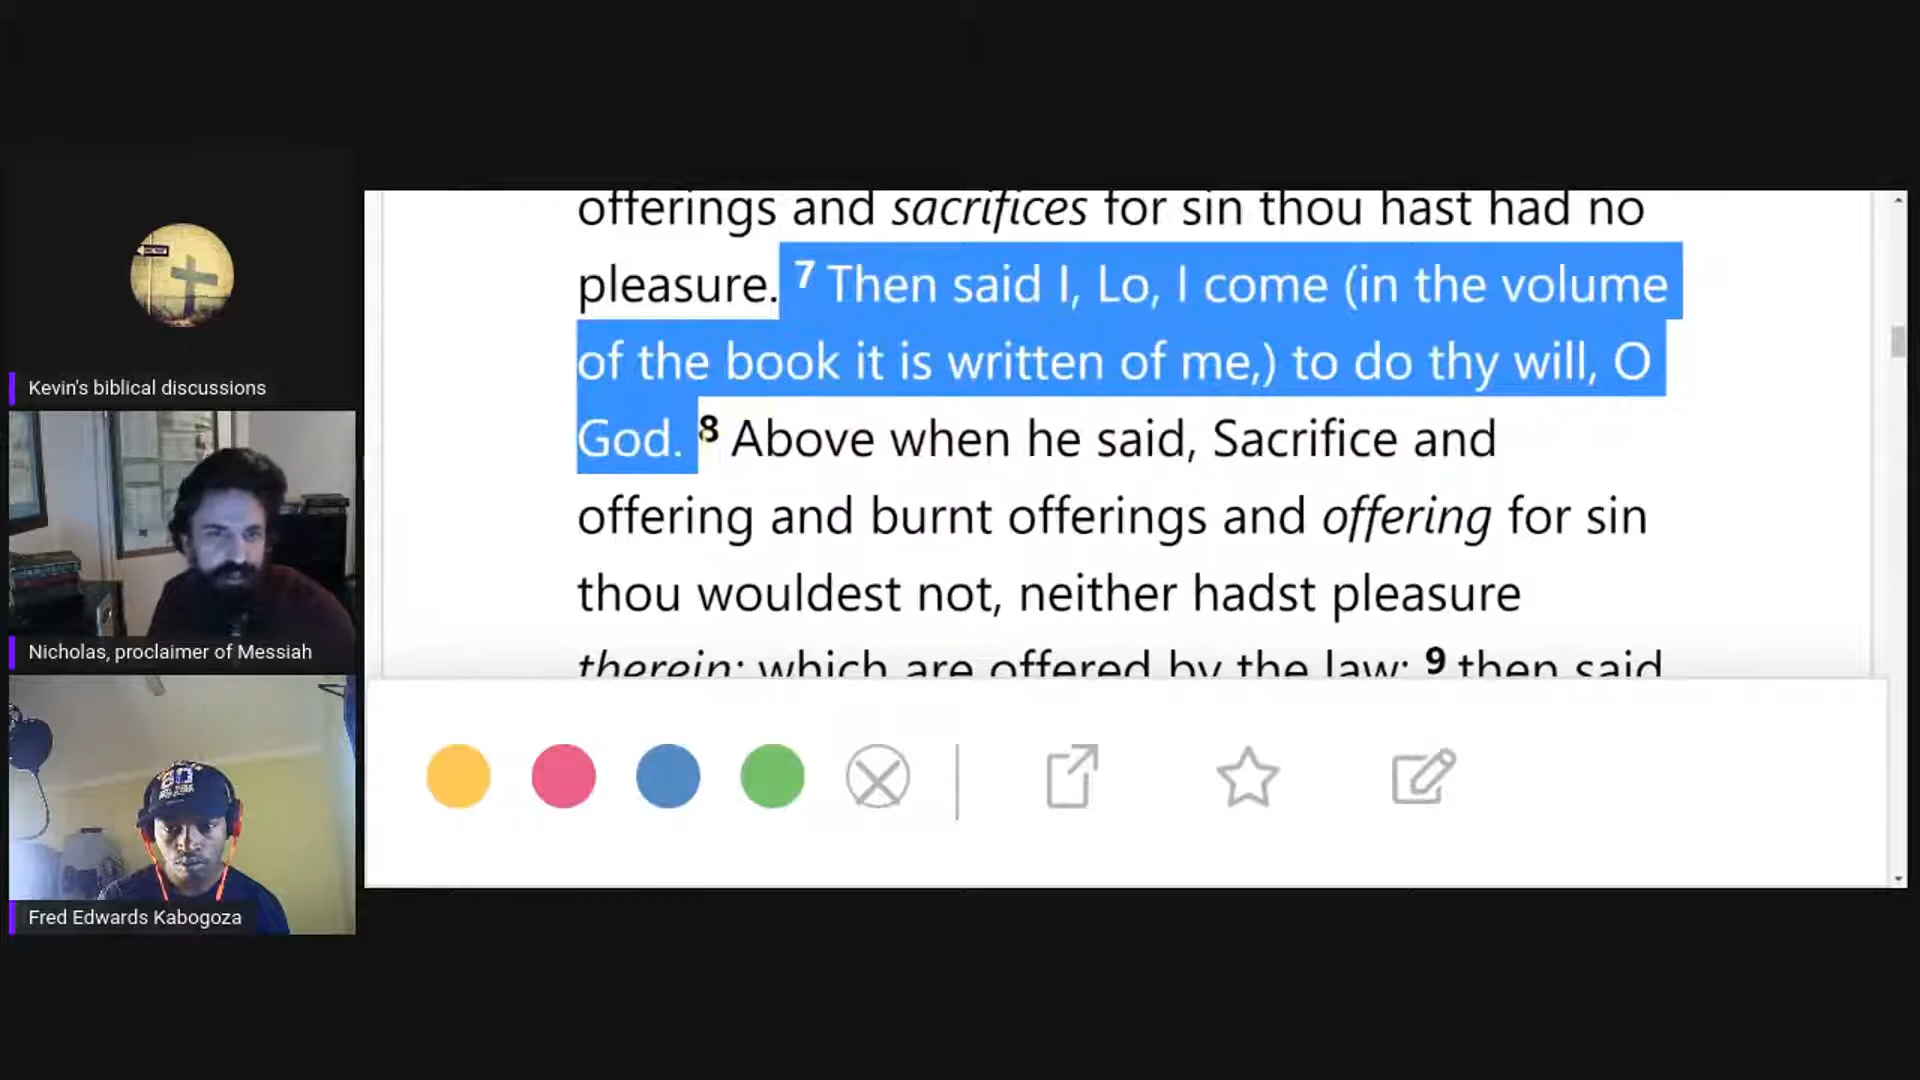 Kevin's biblical discussions
Nicholas, proclaimer of Messiah
Fred Edwards Kabogoza
offerings and sacrifices for sin thou hast had no
pleasure. 7 Then said I, Lo, I come (in the volume
of the book it is written of me,) to do thy will, O
God. 8 Above when he said, Sacrifice and
offering and burnt offerings and offering for sin
thou wouldest not, neither hadst pleasure
therein; which are offered by the law; 9 then said